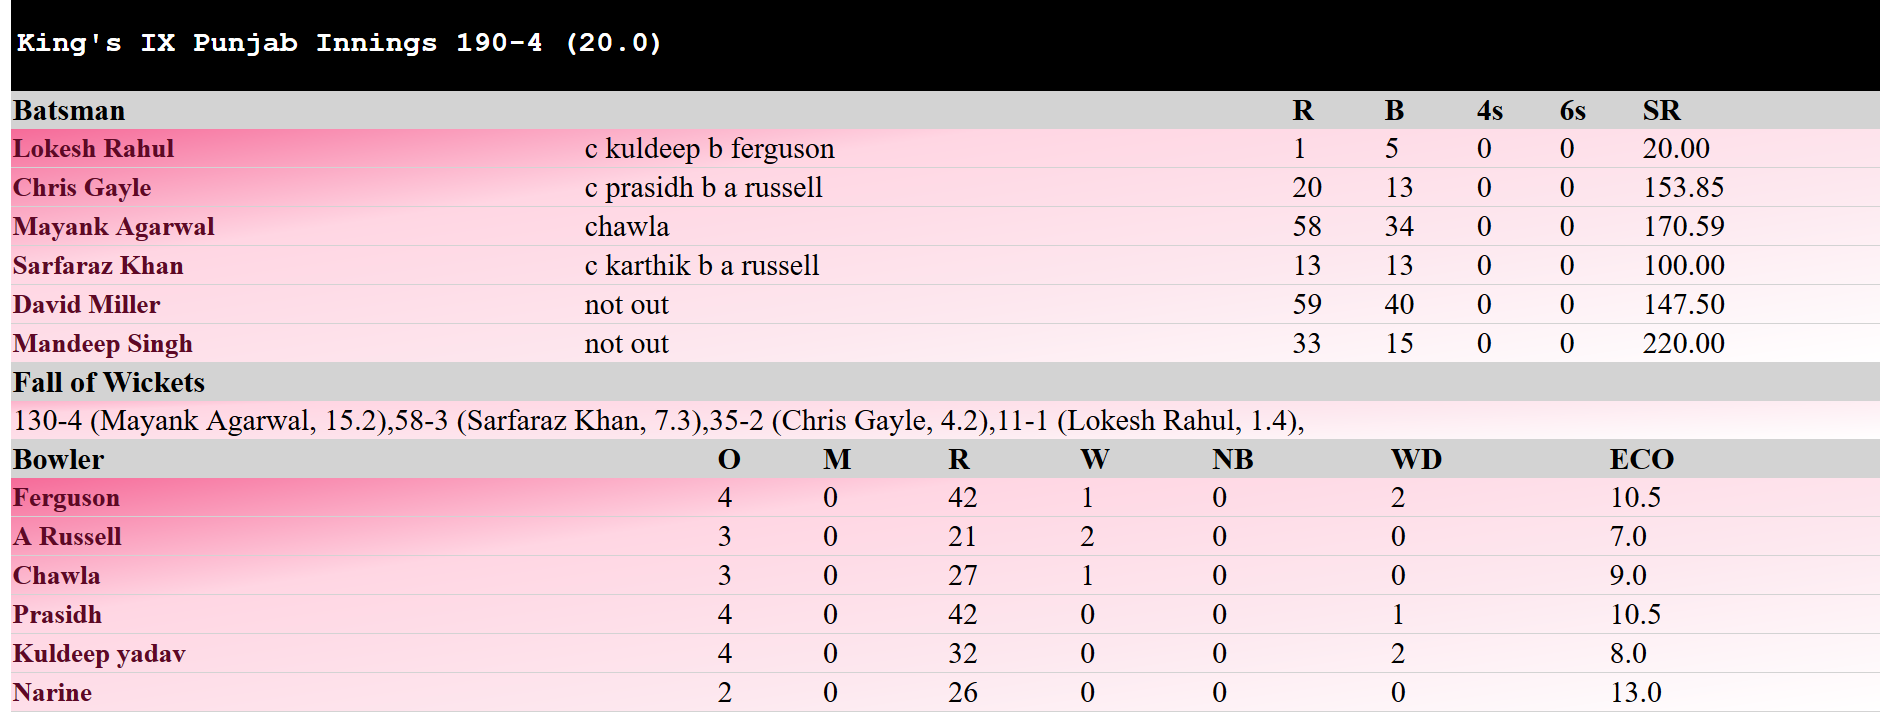 King's IX Punjab Innings 190-4 (20.0)
Batsman R B 4s 6s SR
Lokesh Rahul c kuldeep b ferguson 1 5 0 0 20.00
Chris Gayle c prasidh b a russell 20 13 0 0 153.85
Mayank Agarwal chawla 58 34 0 0 170.59
Sarfaraz Khan c karthik b a russell 13 13 0 0 100.00
David Miller not out 59 40 0 0 147.50
Mandeep Singh not out 33 15 0 0 220.00
Fall of Wickets
130-4 (Mayank Agarwal, 15.2),58-3 (Sarfaraz Khan, 7.3),35-2 (Chris Gayle, 4.2),11-1 (Lokesh Rahul, 1.4),
Bowler O M R W NB WD ECO
Ferguson 4 0 42 1 0 2 10.5
A Russell 3 0 21 2 0 0 7.0
Chawla 3 0 27 1 0 0 9.0
Prasidh 4 0 42 0 0 1 10.5
Kuldeep yadav 4 0 32 0 0 2 8.0
Narine 2 0 26 0 0 0 13.0